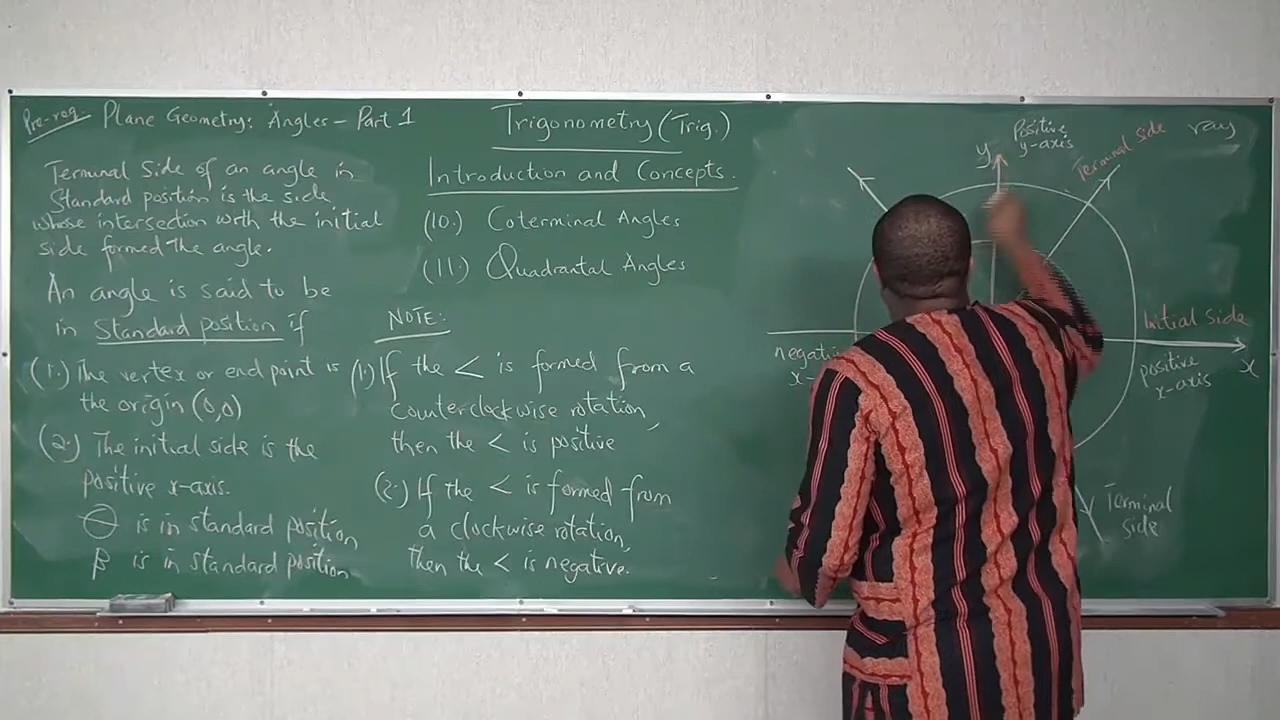 Pre-req Plane Geometry: Angles - Part 1
Terminal Side of an angle in
Standard position is the side
whose intersection with the initial
side formed the angle.
An angle is said to be
in Standard position if
(1.) The vertex or end point is
the origin (0,0)
(2.) The initial side is the
positive x-axis.
θ is in standard position
β is in standard position
Trigonometry (Trig.)
Introduction and Concepts.
(10.) Coterminal Angles
(11.) Quadrantal Angles
NOTE:
(1.) If the < is formed from a
counterclockwise rotation,
then the < is positive
(2.) If the < is formed from
a clockwise rotation,
then the < is negative.
y
Positive
y-axis
Terminal side
ray
Initial side
positive
x-axis
x
Terminal
side